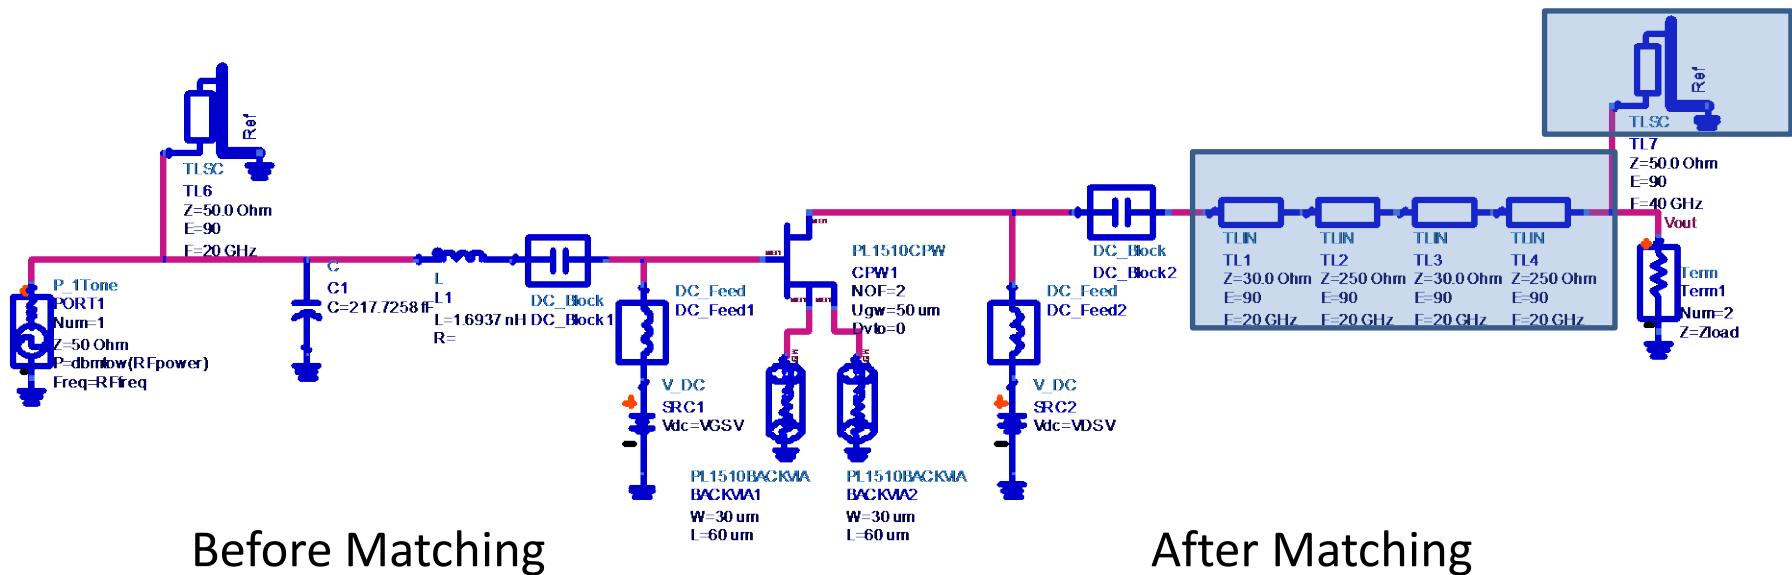 Ref
TLSC
TL6
Z=50.0 Ohm
E=90
F=20 GHz
P_1Tone
PORT1
Num=1
Z=50 Ohm
P=dbmtow(RFpower)
Freq=RFfreq
C
C1
C=217.7258 fF
L
L1
L=1.6937 nH
R=
DC_Block
DC_Block1
DC_Feed
DC_Feed1
V_DC
SRC1
Vdc=VGS V
PL1510CPW
CPW1
NOF=2
Ugw=50 um
Dvto=0
PL1510BACKVIA
BACKVIA1
W=30 um
L=60 um
PL1510BACKVIA
BACKVIA2
W=30 um
L=60 um
DC_Feed
DC_Feed2
V_DC
SRC2
Vdc=VDS V
DC_Block
DC_Block2
TLIN
TL1
Z=30.0 Ohm
E=90
F=20 GHz
TLIN
TL2
Z=250 Ohm
E=90
F=20 GHz
TLIN
TL3
Z=30.0 Ohm
E=90
F=20 GHz
TLIN
TL4
Z=250 Ohm
E=90
F=20 GHz
Ref
TLSC
TL7
Z=50.0 Ohm
E=90
F=40 GHz
Vout
Term
Term1
Num=2
Z=Zload
Before Matching
After Matching